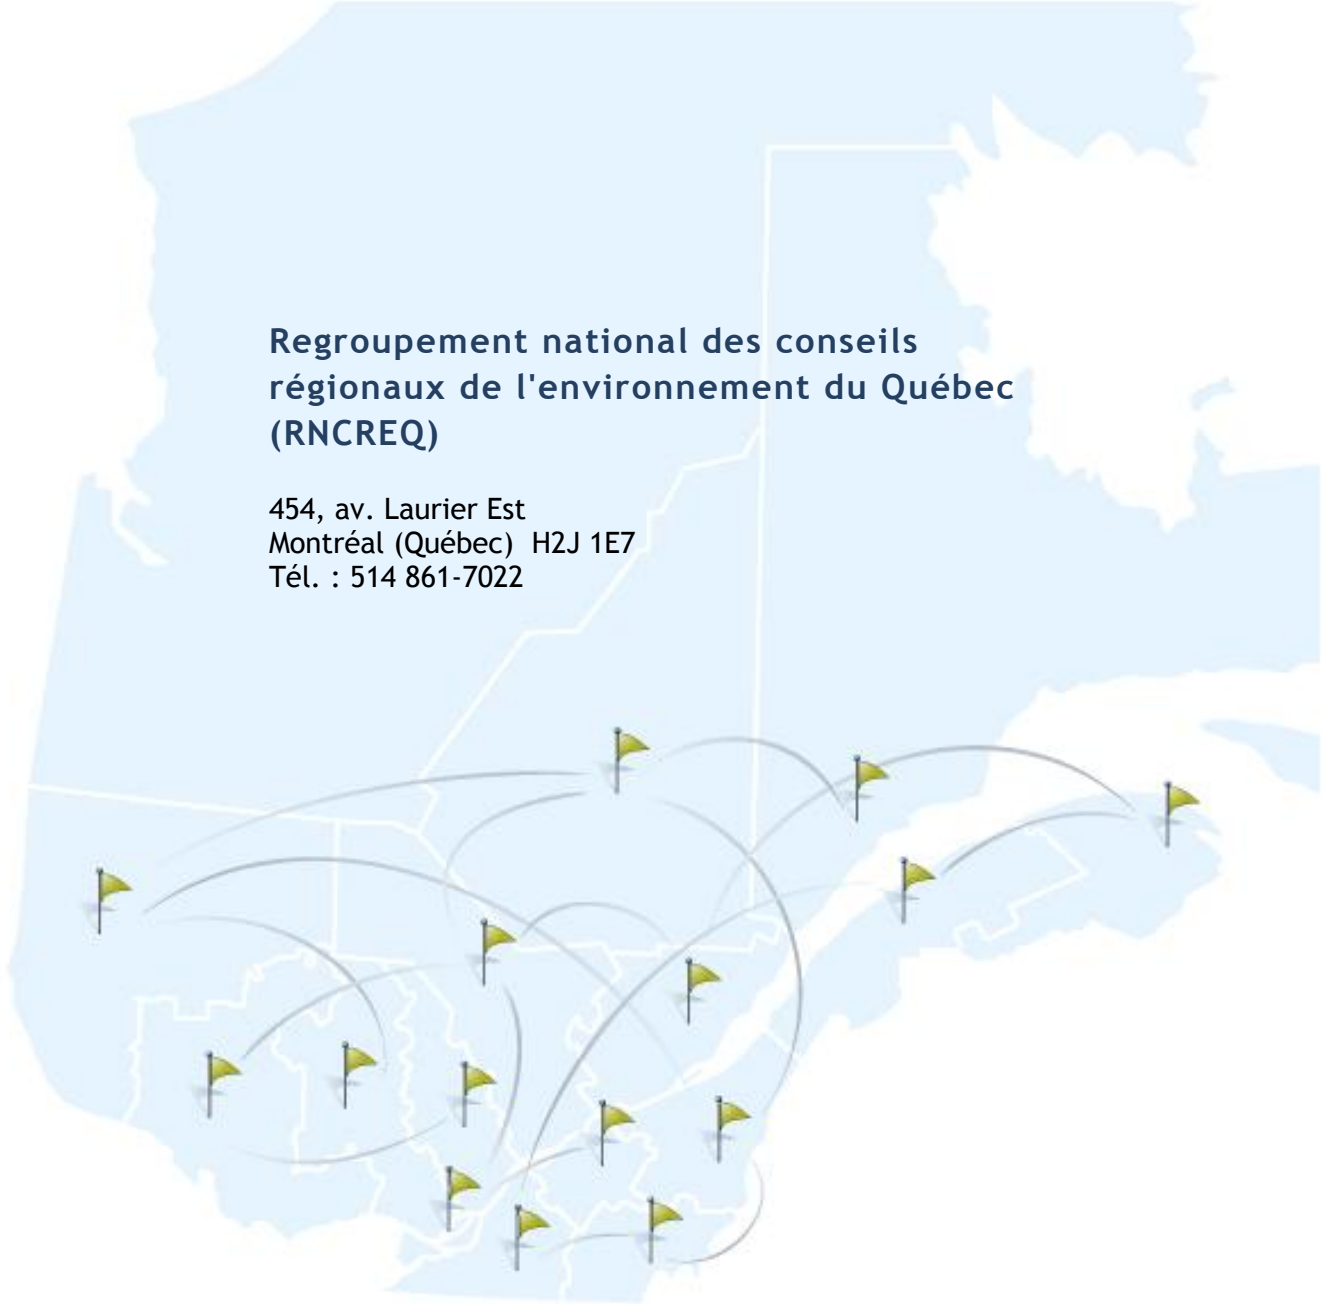 Regroupement national des conseils
régionaux de l'environnement du Québec
(RNCREQ)
454, av. Laurier Est
Montréal (Québec)  H2J 1E7
Tél. : 514 861-7022